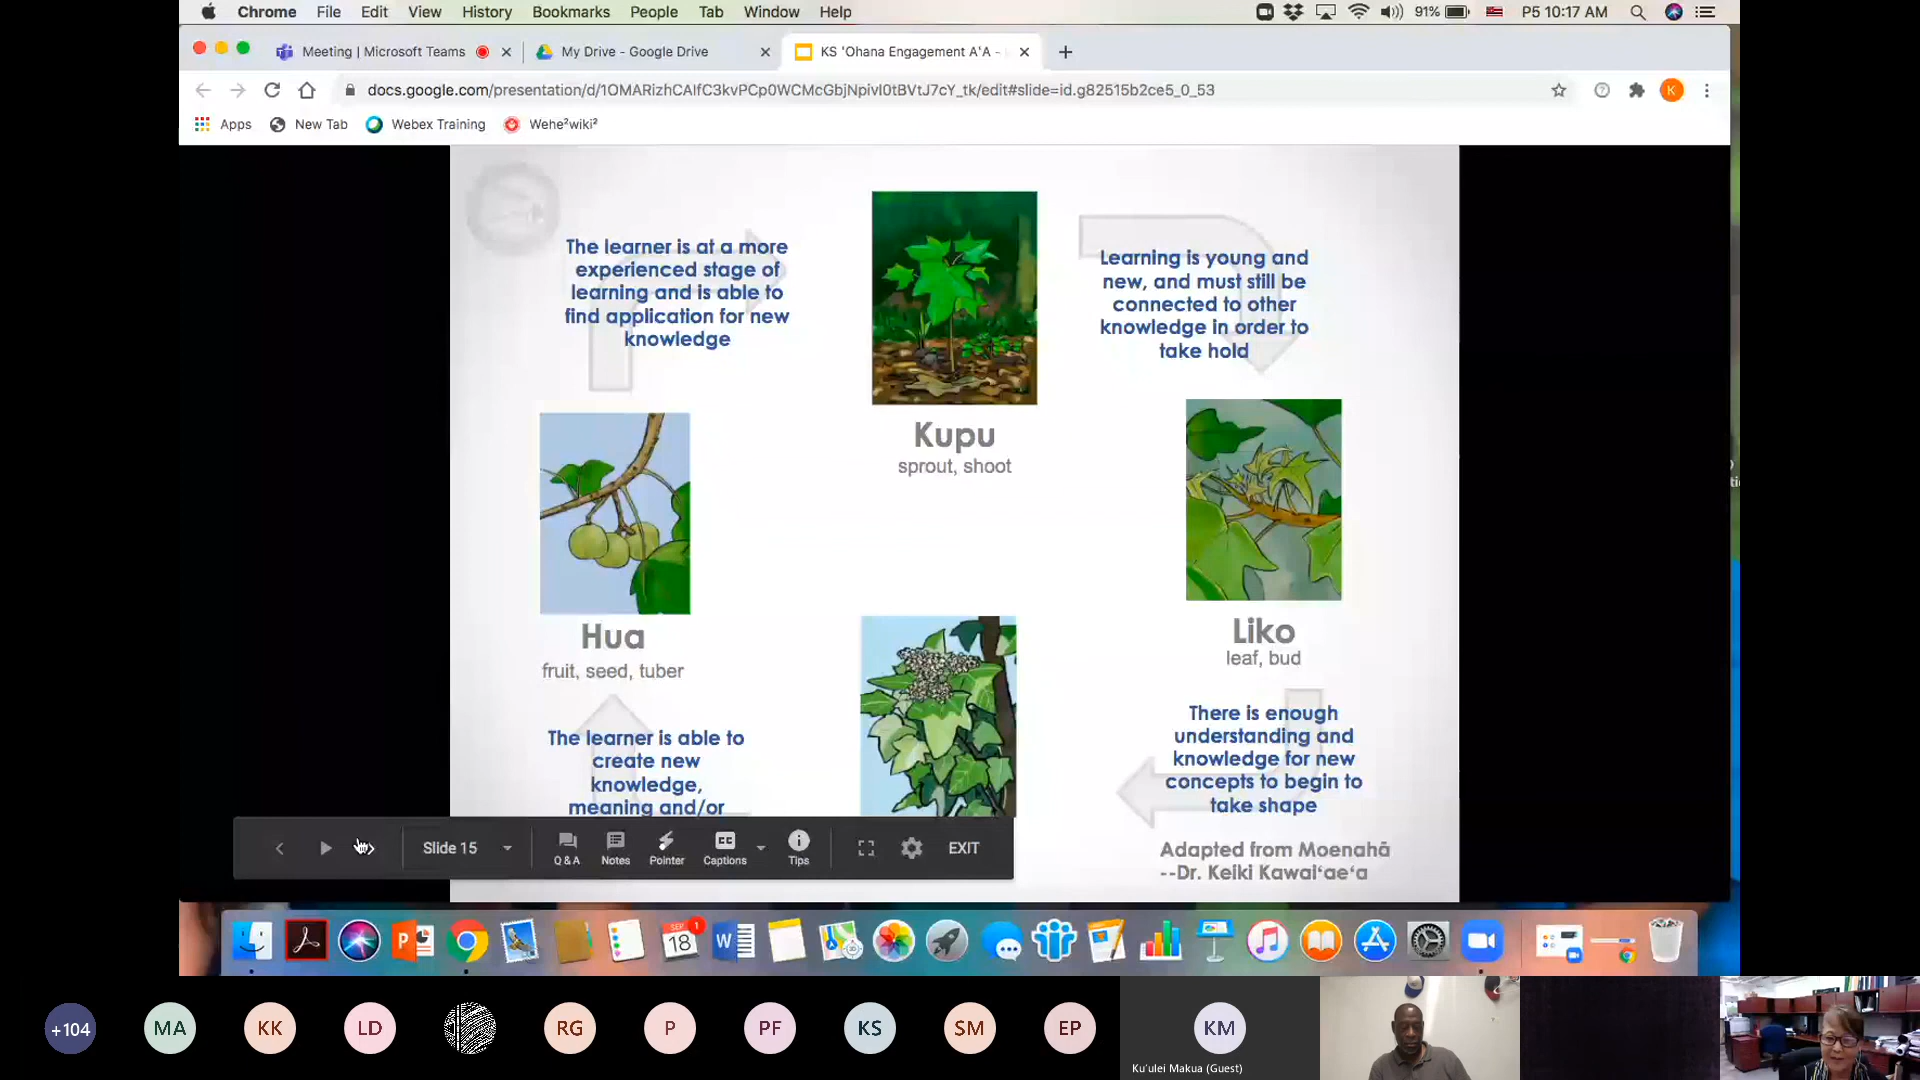 Chrome File Edit View History Bookmarks People Tab Window Help
91% P5 10:17 AM
Meeting | Microsoft Teams
My Drive - Google Drive
KS 'Ohana Engagement A'A -
docs.google.com/presentation/d/1OMARizhCAIfC3kvPCp0WCMcGbjNpivI0tBVtJ7cY_tk/edit#slide=id.g82515b2ce5_0_53
K
Apps New Tab Webex Training Wehe²wiki²
The learner is at a more
experienced stage of
learning and is able to
find application for new
knowledge
Learning is young and
new, and must still be
connected to other
knowledge in order to
take hold
Kupu
sprout, shoot
Hua
fruit, seed, tuber
Liko
leaf, bud
The learner is able to
create new
knowledge,
meaning and/or
There is enough
understanding and
knowledge for new
concepts to begin to
take shape
Adapted from Moenahā
--Dr. Keiki Kawaiʻaeʻa
Slide 15
Q & A Notes Pointer Captions Tips
EXIT
SEP 1
18
+104 MA KK LD RG P PF KS SM EP KM
Ku'ulei Makua (Guest)